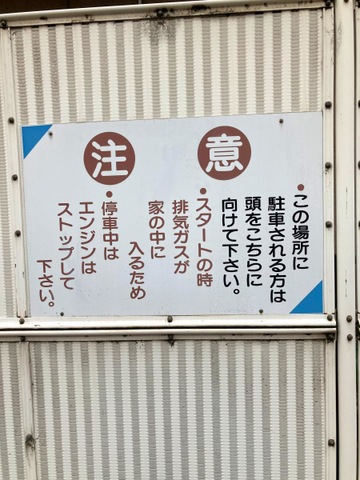 注意
・この場所に
駐車される方は
頭をこちらに
向けて下さい。
・スタートの時
排気ガスが
家の中に
入るため
・停車中は
エンジンは
ストップして
下さい。